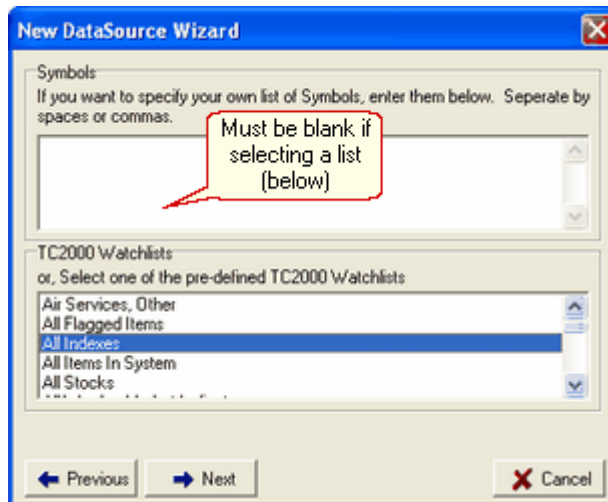 New DataSource Wizard
Symbols
If you want to specify your own list of Symbols, enter them below. Seperate by
spaces or commas.
Must be blank if
selecting a list
(below)
TC2000 Watchlists
or, Select one of the pre-defined TC2000 Watchlists
Air Services, Other
All Flagged Items
All Indexes
All Items In System
All Stocks
Previous
Next
Cancel